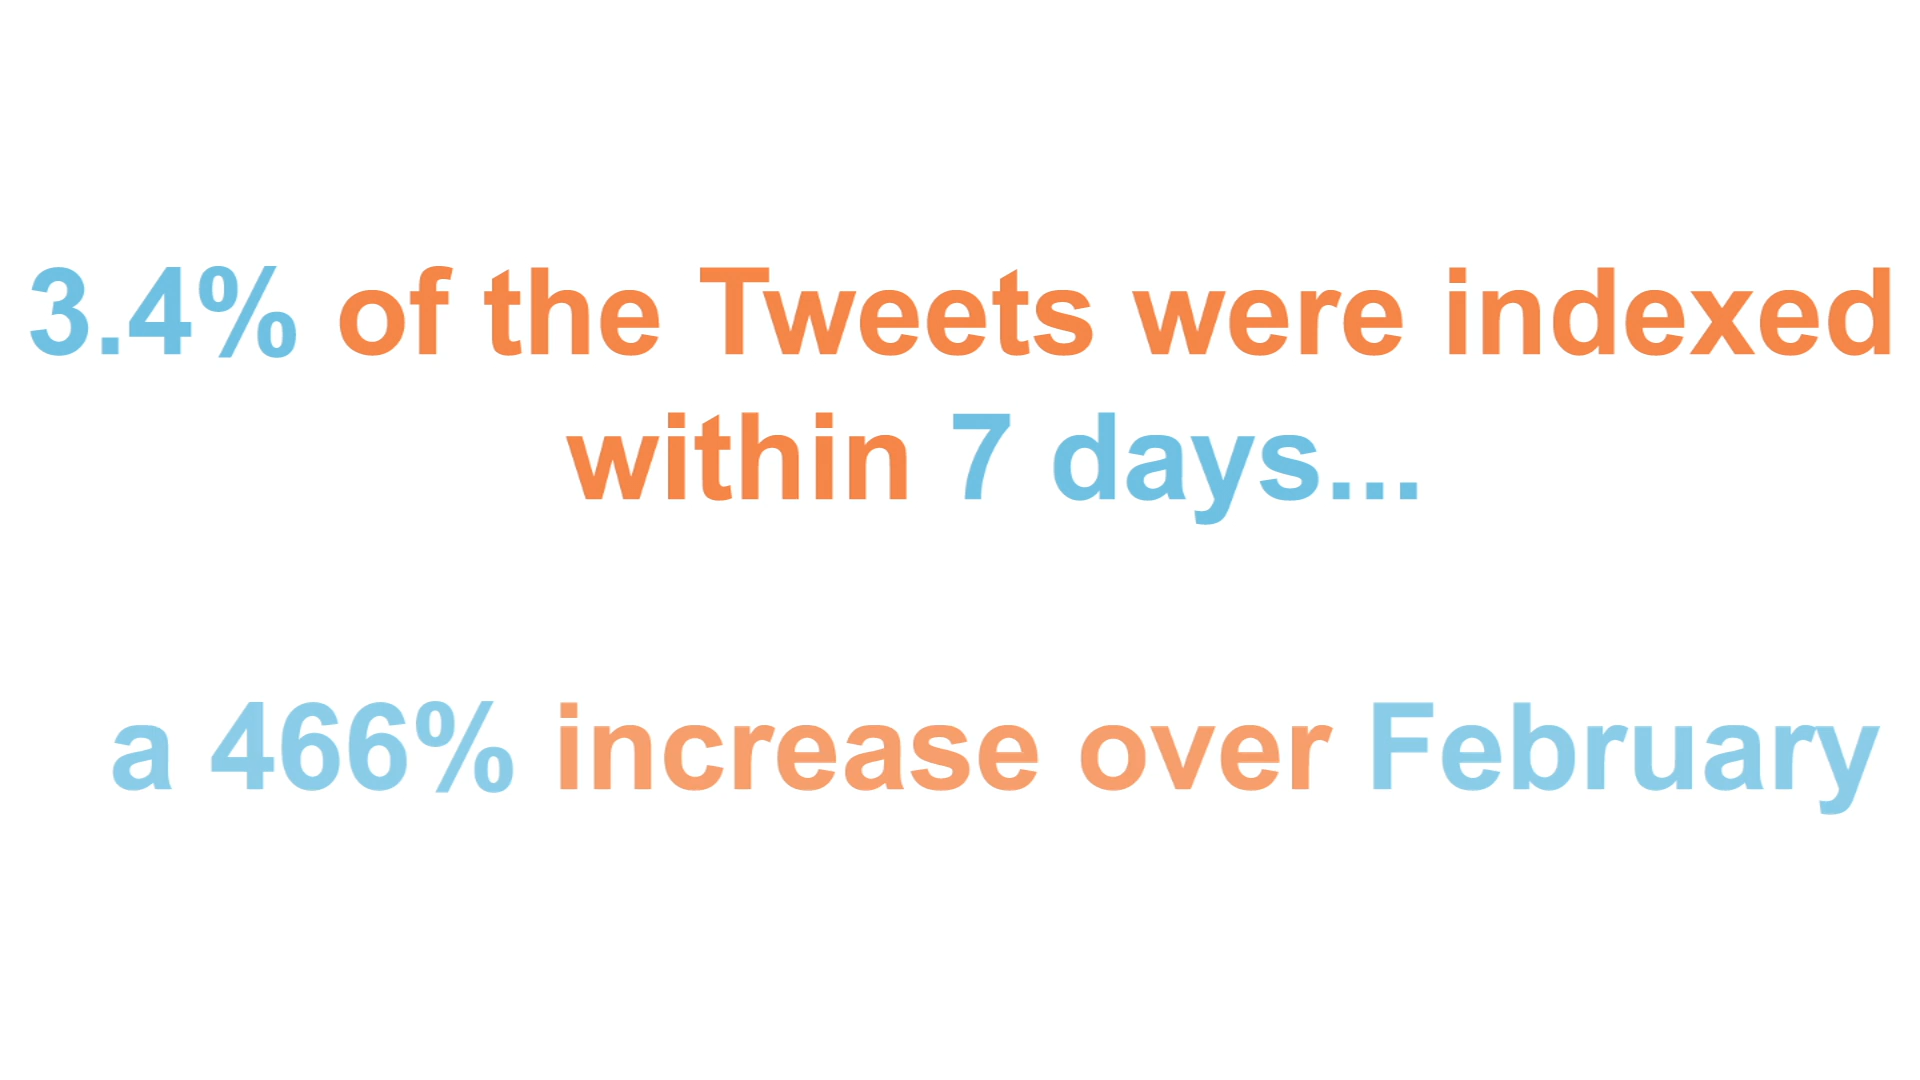 3.4% of the Tweets were indexed
within 7 days...
a 466% increase over February